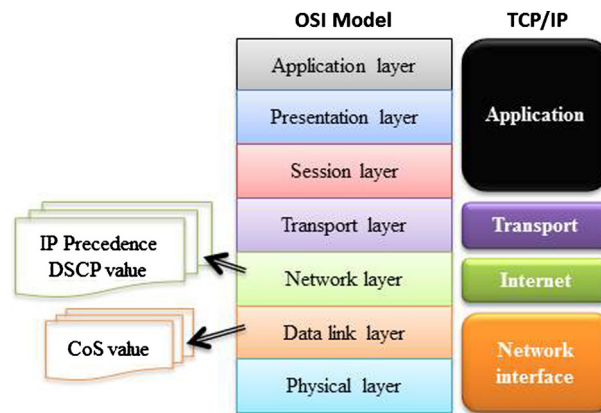 OSI Model
TCP/IP
Application layer
Presentation layer
Session layer
Transport layer
Network layer
Data link layer
Physical layer
Application
Transport
Internet
Network
interface
IP Precedence
DSCP value
CoS value